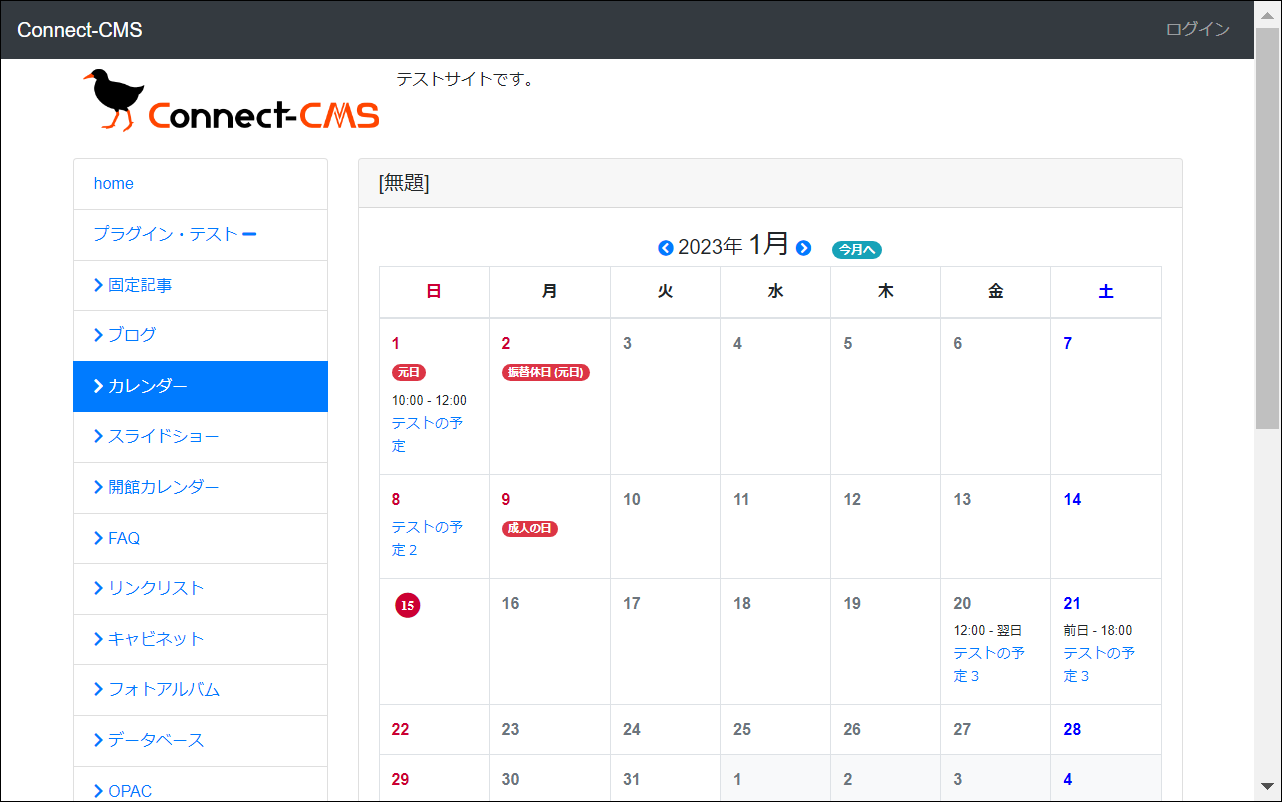 Connect-CMS
ログイン
Connect-CMS
テストサイトです。
home
プラグイン・テスト
固定記事
ブログ
カレンダー
スライドショー
開館カレンダー
FAQ
リンクリスト
キャビネット
フォトアルバム
データベース
OPAC
[無題]
2023年 1月 今月へ
日 月 火 水 木 金 土
1 2 3 4 5 6 7
元日 振替休日 (元日)
10:00 - 12:00
テストの予
定
8 9 10 11 12 13 14
テストの予
定 2
成人の日
15 16 17 18 19 20 21
12:00 - 翌日
テストの予
定 3
前日 - 18:00
テストの予
定 3
22 23 24 25 26 27 28
29 30 31 1 2 3 4